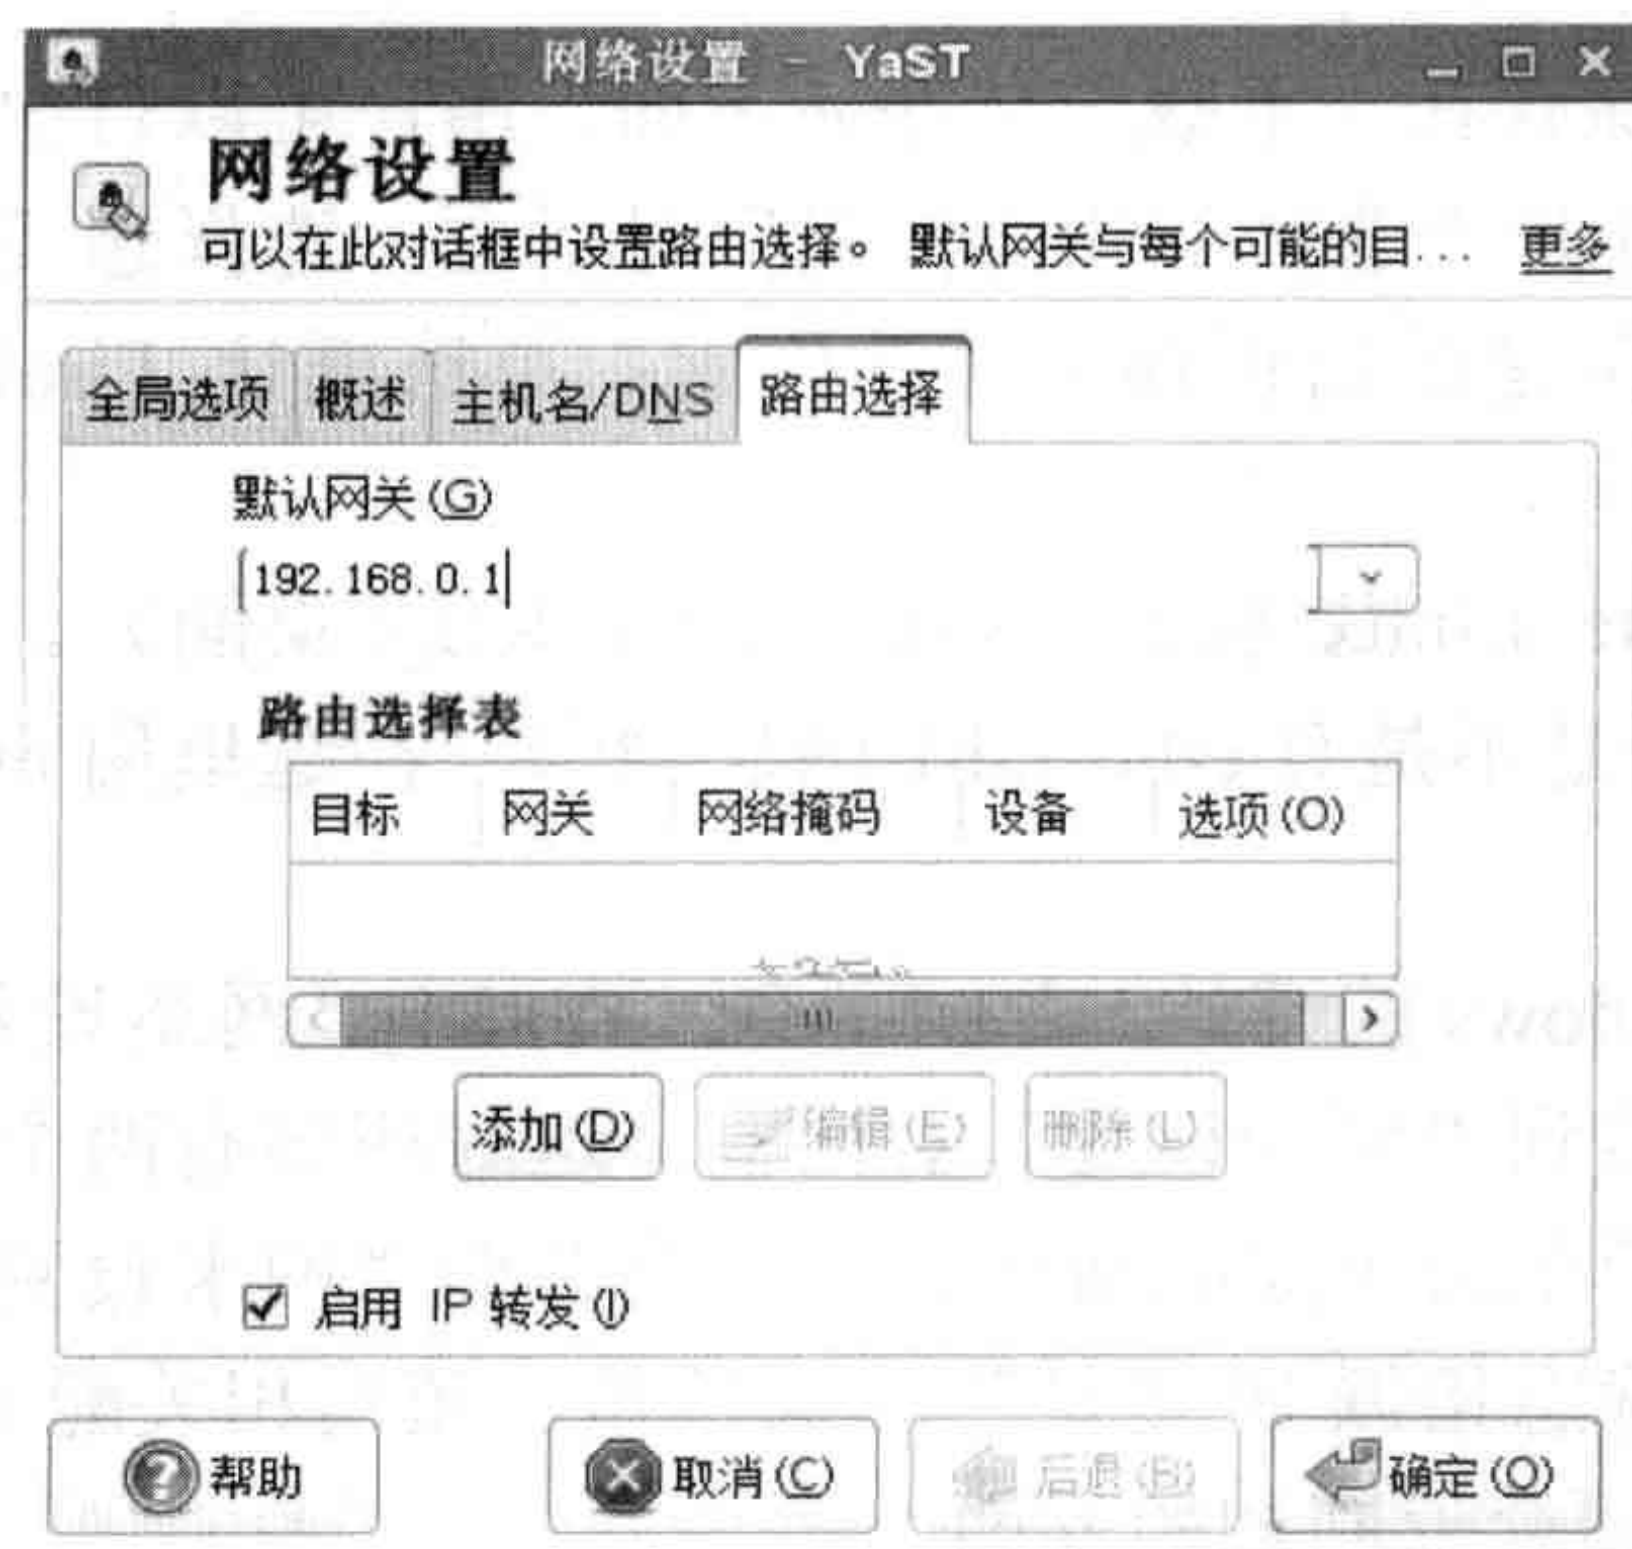 网络设置 - YaST
网络设置
可以在此对话框中设置路由选择。 默认网关与每个可能的目... 更多
全局选项 概述 主机名/DNS 路由选择
默认网关(G)
192.168.0.1
路由选择表
目标 网关 网络掩码 设备 选项(O)
添加(D) 编辑(E) 删除(L)
启用 IP 转发(I)
帮助 取消(C) 后退(B) 确定(O)